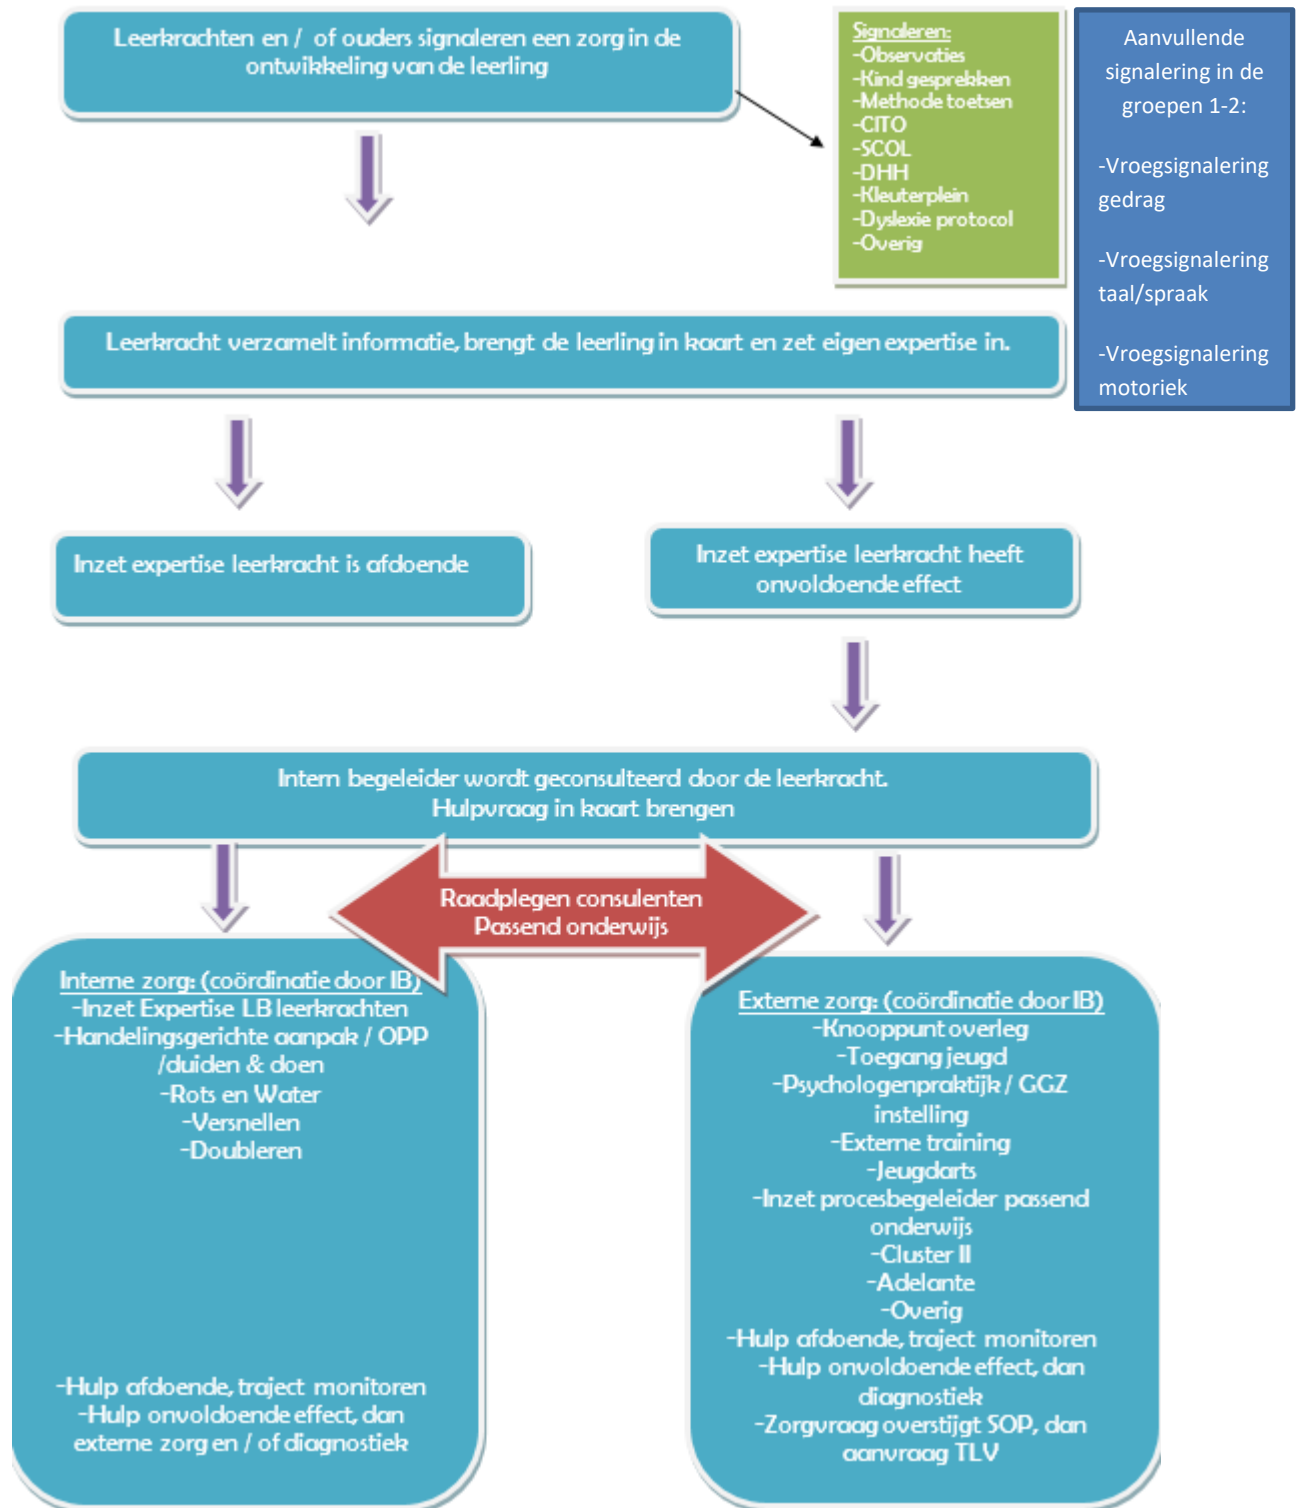 Leerkrachten en / of ouders signaleren een zorg in de
ontwikkeling van de leerling
Signaleren:
-Observaties
-Kind gesprekken
-Methode toetsen
-CITO
-SCOL
-DHH
-Kleuterplein
-Dyslexie protocol
-Overig
Aanvullende
signalering in de
groepen 1-2:
-Vroegsignalering
gedrag
-Vroegsignalering
taal/spraak
-Vroegsignalering
motoriek
Leerkracht verzamelt informatie, brengt de leerling in kaart en zet eigen expertise in.
Inzet expertise leerkracht is afdoende
Inzet expertise leerkracht heeft
onvoldoende effect
Intern begeleider wordt geconsulteerd door de leerkracht.
Hulpvraag in kaart brengen
Raadplegen consulenten
Passend onderwijs
Interne zorg: (coördinatie door IB)
-Inzet Expertise LB leerkrachten
-Handelingsgerichte aanpak / OPP
/duiden & doen
-Rots en Water
-Versnellen
-Doubleren
-Hulp afdoende, traject monitoren
-Hulp onvoldoende effect, dan
externe zorg en / of diagnostiek
Externe zorg: (coördinatie door IB)
-Knooppunt overleg
-Toegang jeugd
-Psychologenpraktijk / GGZ
instelling
-Externe training
-Jeugdarts
-Inzet procesbegeleider passend
onderwijs
-Cluster II
-Adelante
-Overig
-Hulp afdoende, traject monitoren
-Hulp onvoldoende effect, dan
diagnostiek
-Zorgvraag overstijgt SOP, dan
aanvraag TLV